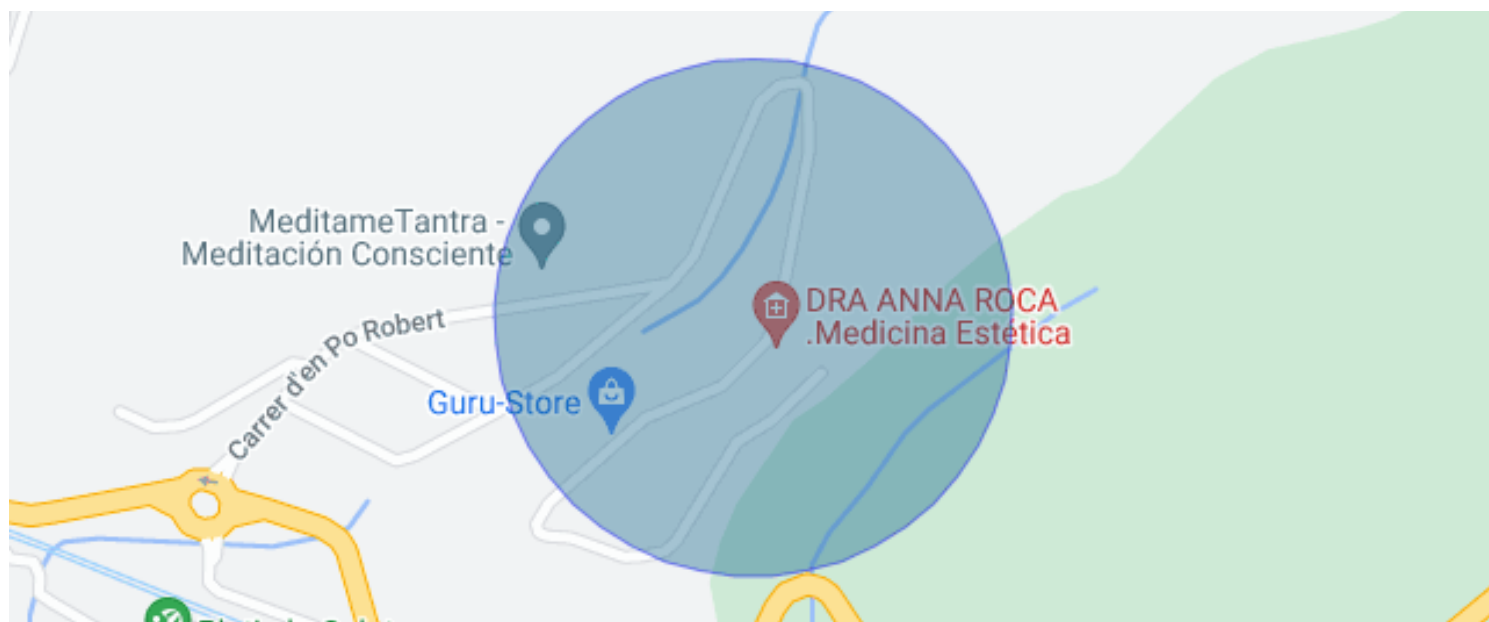 MeditameTantra -
Meditación Consciente
DRA ANNA ROCA
.Medicina Estética
Carrer d'en Po Robert
Guru-Store